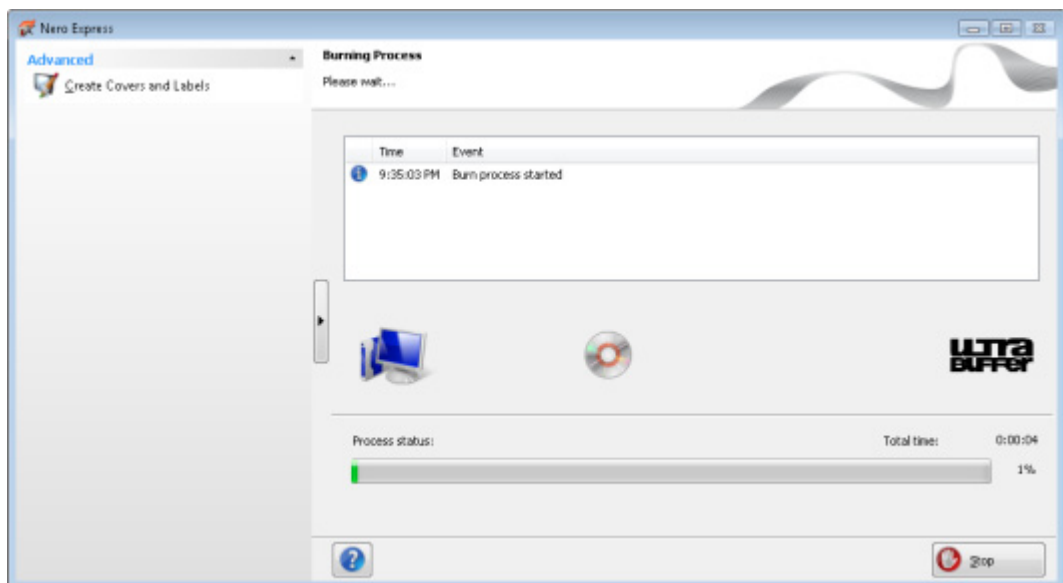 Nero Express
Advanced
Create Covers and Labels
Burning Process
Please wait...
Time Event
9:35:03 PM Burn process started
ULTRA
BUFFER
Process status: Total time: 0:00:04
1%
Stop